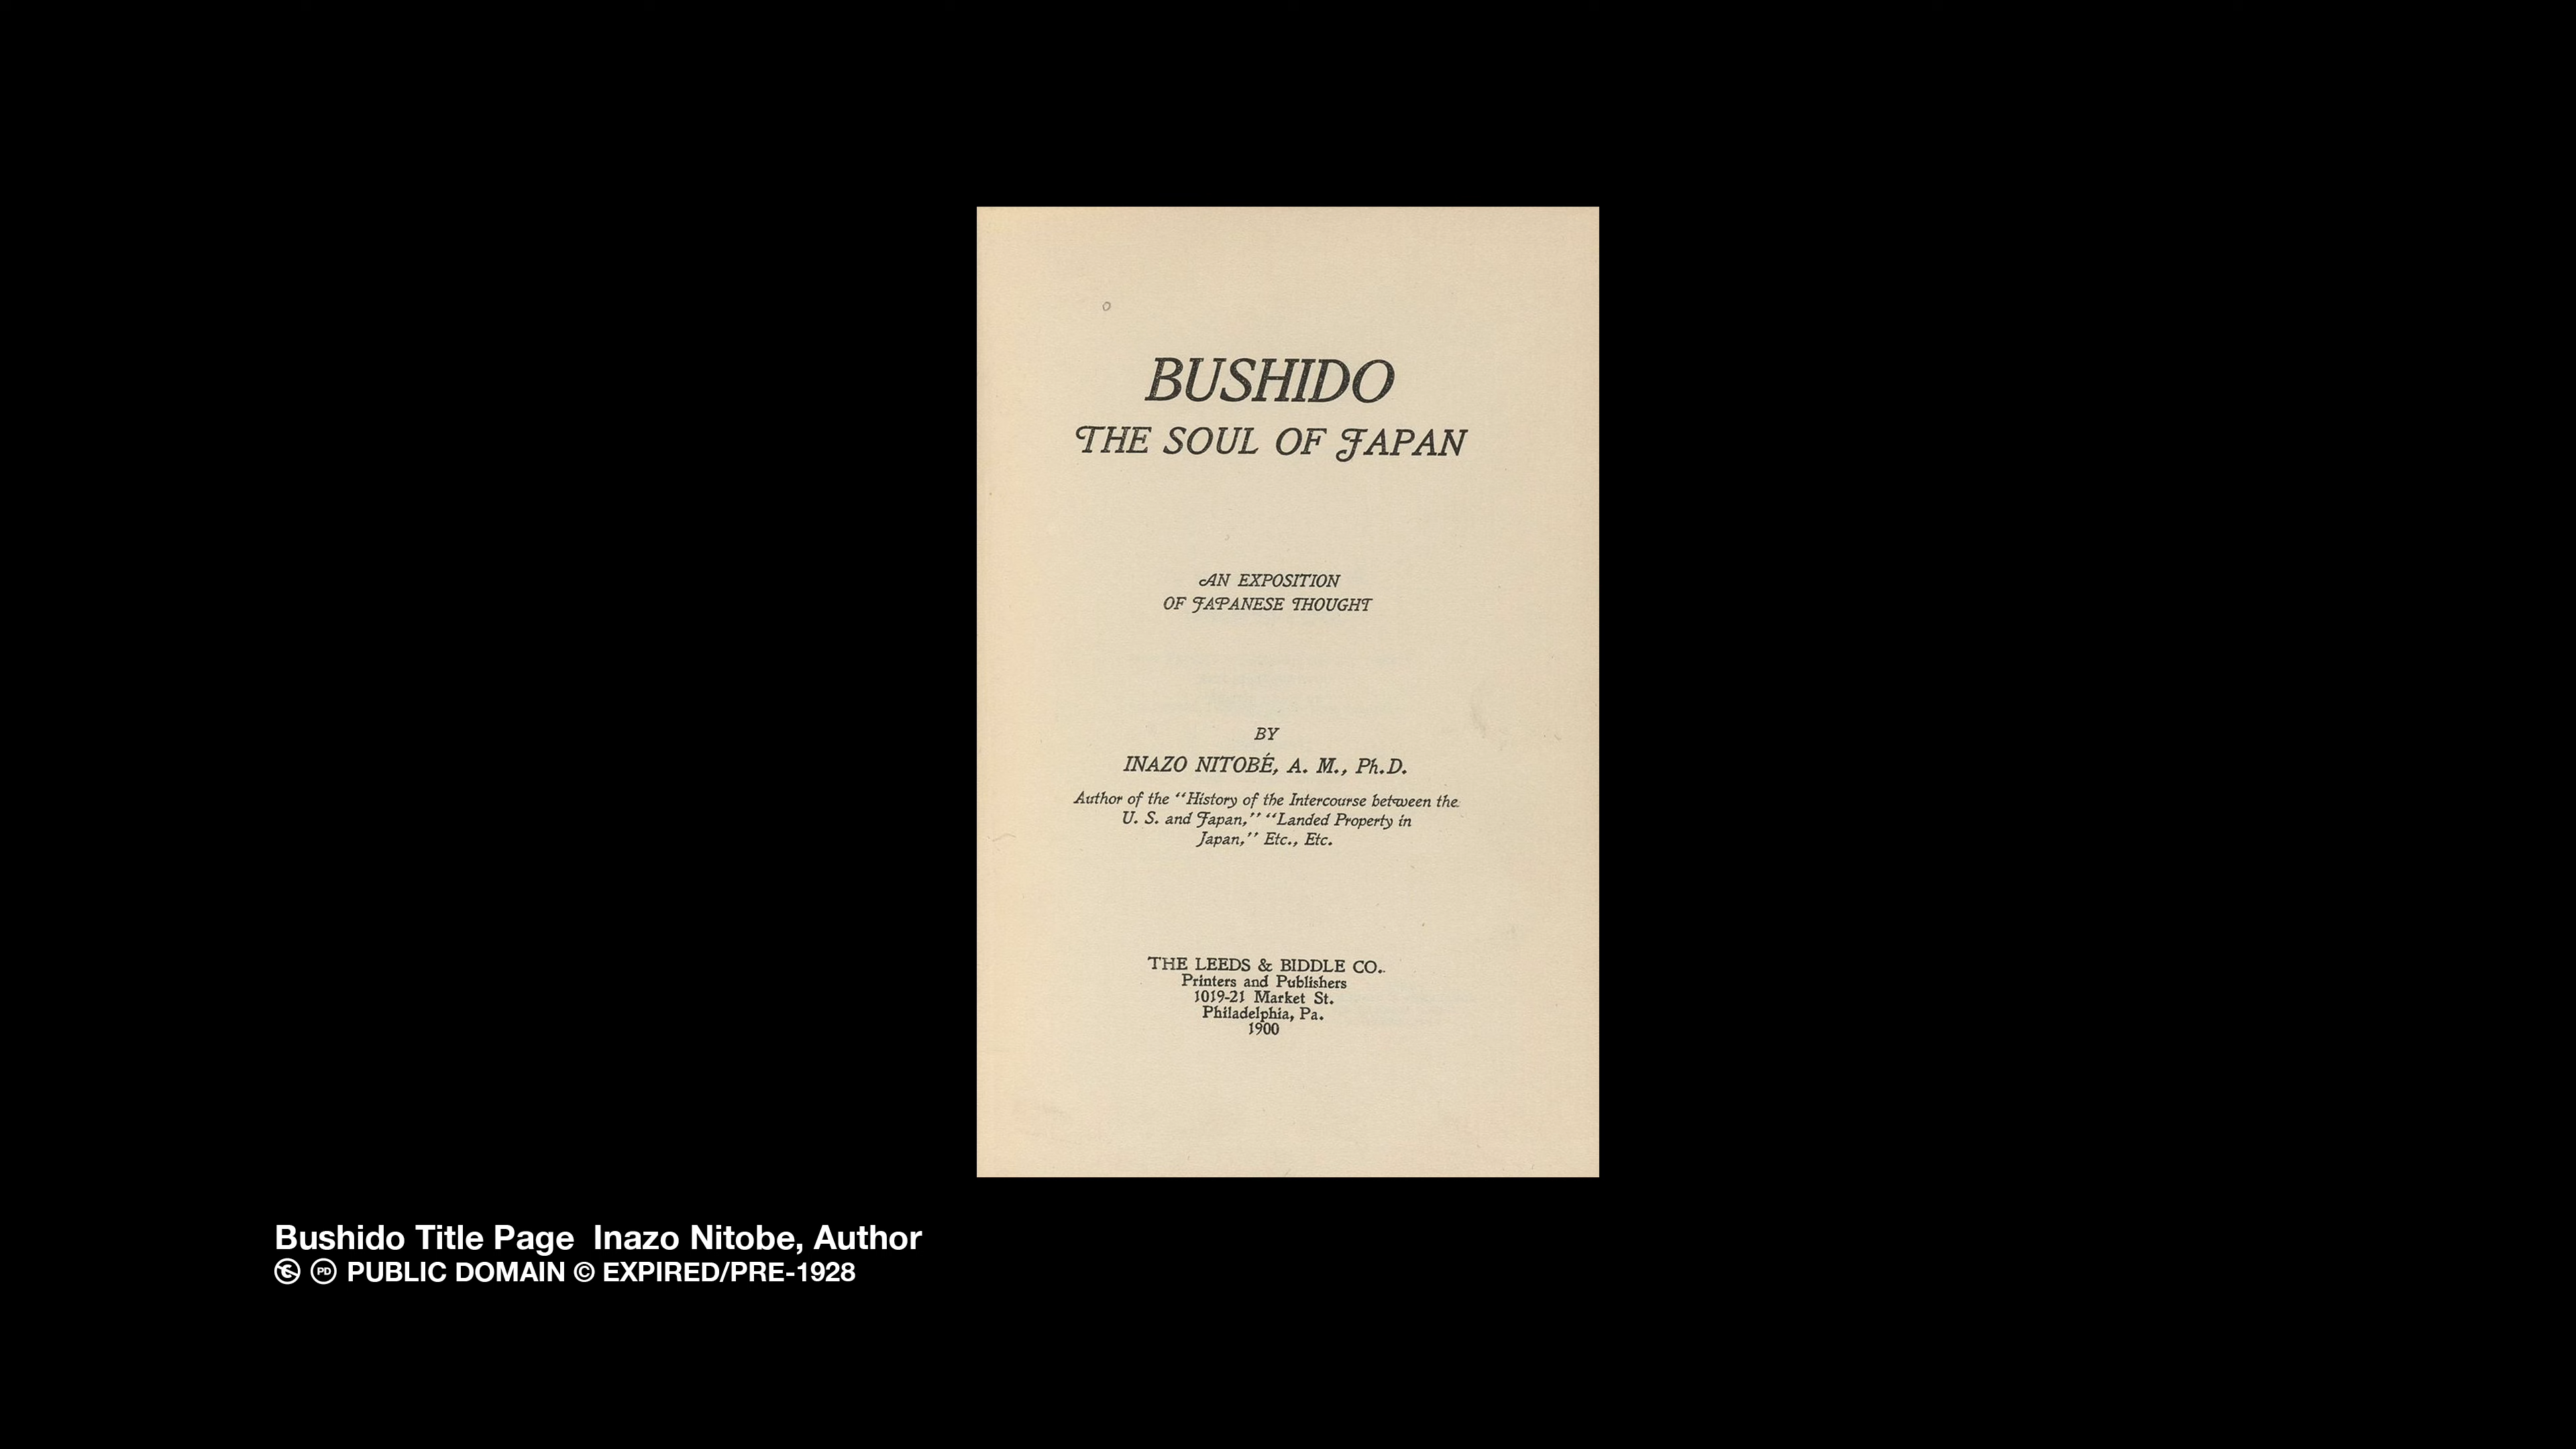 BUSHIDO
THE SOUL OF JAPAN
AN EXPOSITION
OF JAPANESE THOUGHT
BY
INAZO NITOBÉ, A. M., Ph.D.
Author of the “History of the Intercourse between the
U. S. and Japan,” “Landed Property in
Japan,” Etc., Etc.
THE LEEDS & BIDDLE CO.
Printers and Publishers
1019-21 Market St.
Philadelphia, Pa.
1900
Bushido Title Page  Inazo Nitobe, Author
PD PUBLIC DOMAIN © EXPIRED/PRE-1928